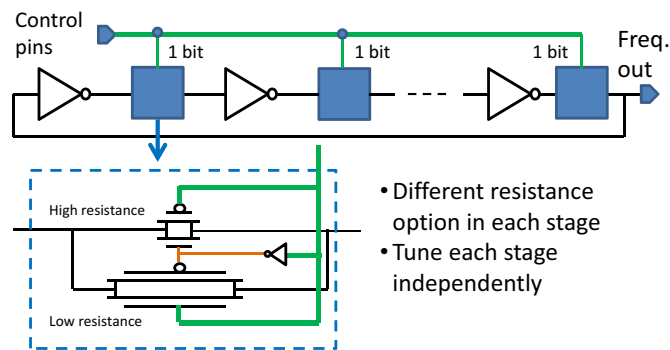 Control
pins
1 bit
1 bit
1 bit
Freq.
out
High resistance
Low resistance
• Different resistance
option in each stage
• Tune each stage
independently